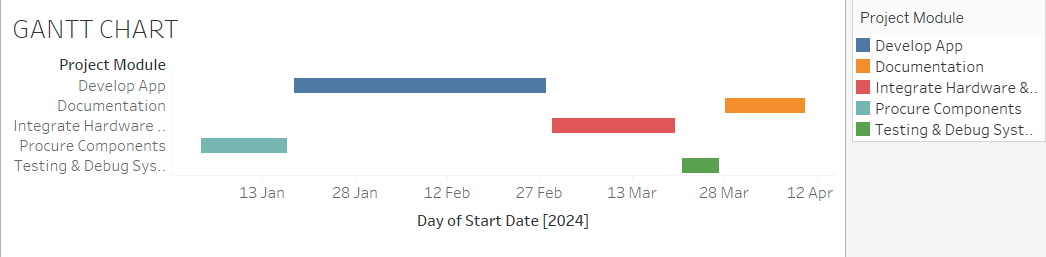 GANTT CHART
Project Module
Develop App
Documentation
Integrate Hardware ..
Procure Components
Testing & Debug Sys..
13 Jan 28 Jan 12 Feb 27 Feb 13 Mar 28 Mar 12 Apr
Day of Start Date [2024]
Project Module
Develop App
Documentation
Integrate Hardware &..
Procure Components
Testing & Debug Syst..